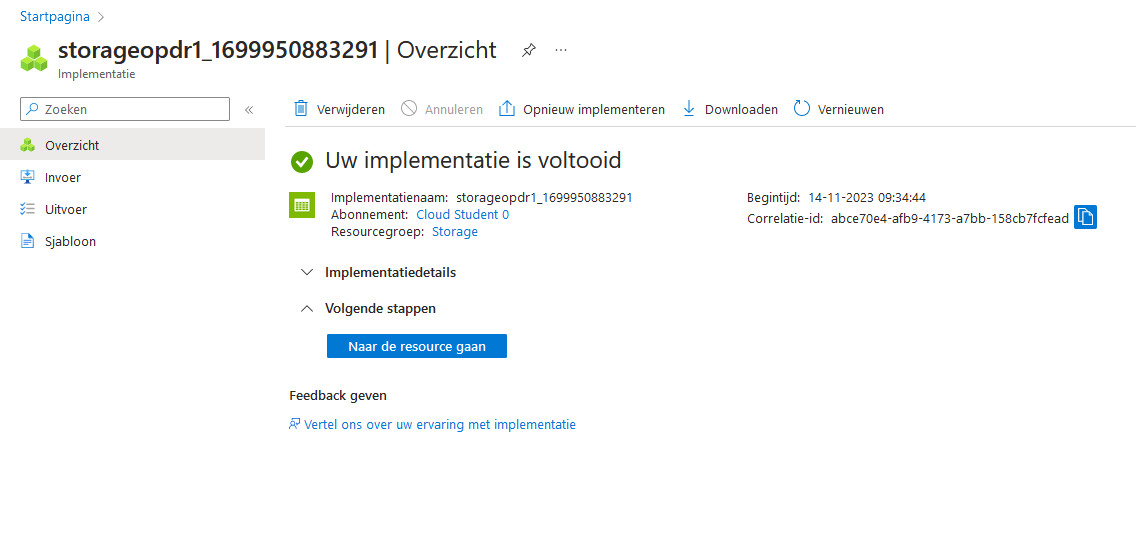 Startpagina
storageopdr1_1699950883291 | Overzicht
Implementatie
Zoeken
Verwijderen Annuleren Opnieuw implementeren Downloaden Vernieuwen
Overzicht
Invoer
Uitvoer
Sjabloon
Uw implementatie is voltooid
Implementatienaam: storageopdr1_1699950883291
Abonnement: Cloud Student 0
Resourcegroep: Storage
Begintijd: 14-11-2023 09:34:44
Correlatie-id: abce70e4-afb9-4173-a7bb-158cb7fcfead
Implementatiedetails
Volgende stappen
Naar de resource gaan
Feedback geven
Vertel ons over uw ervaring met implementatie